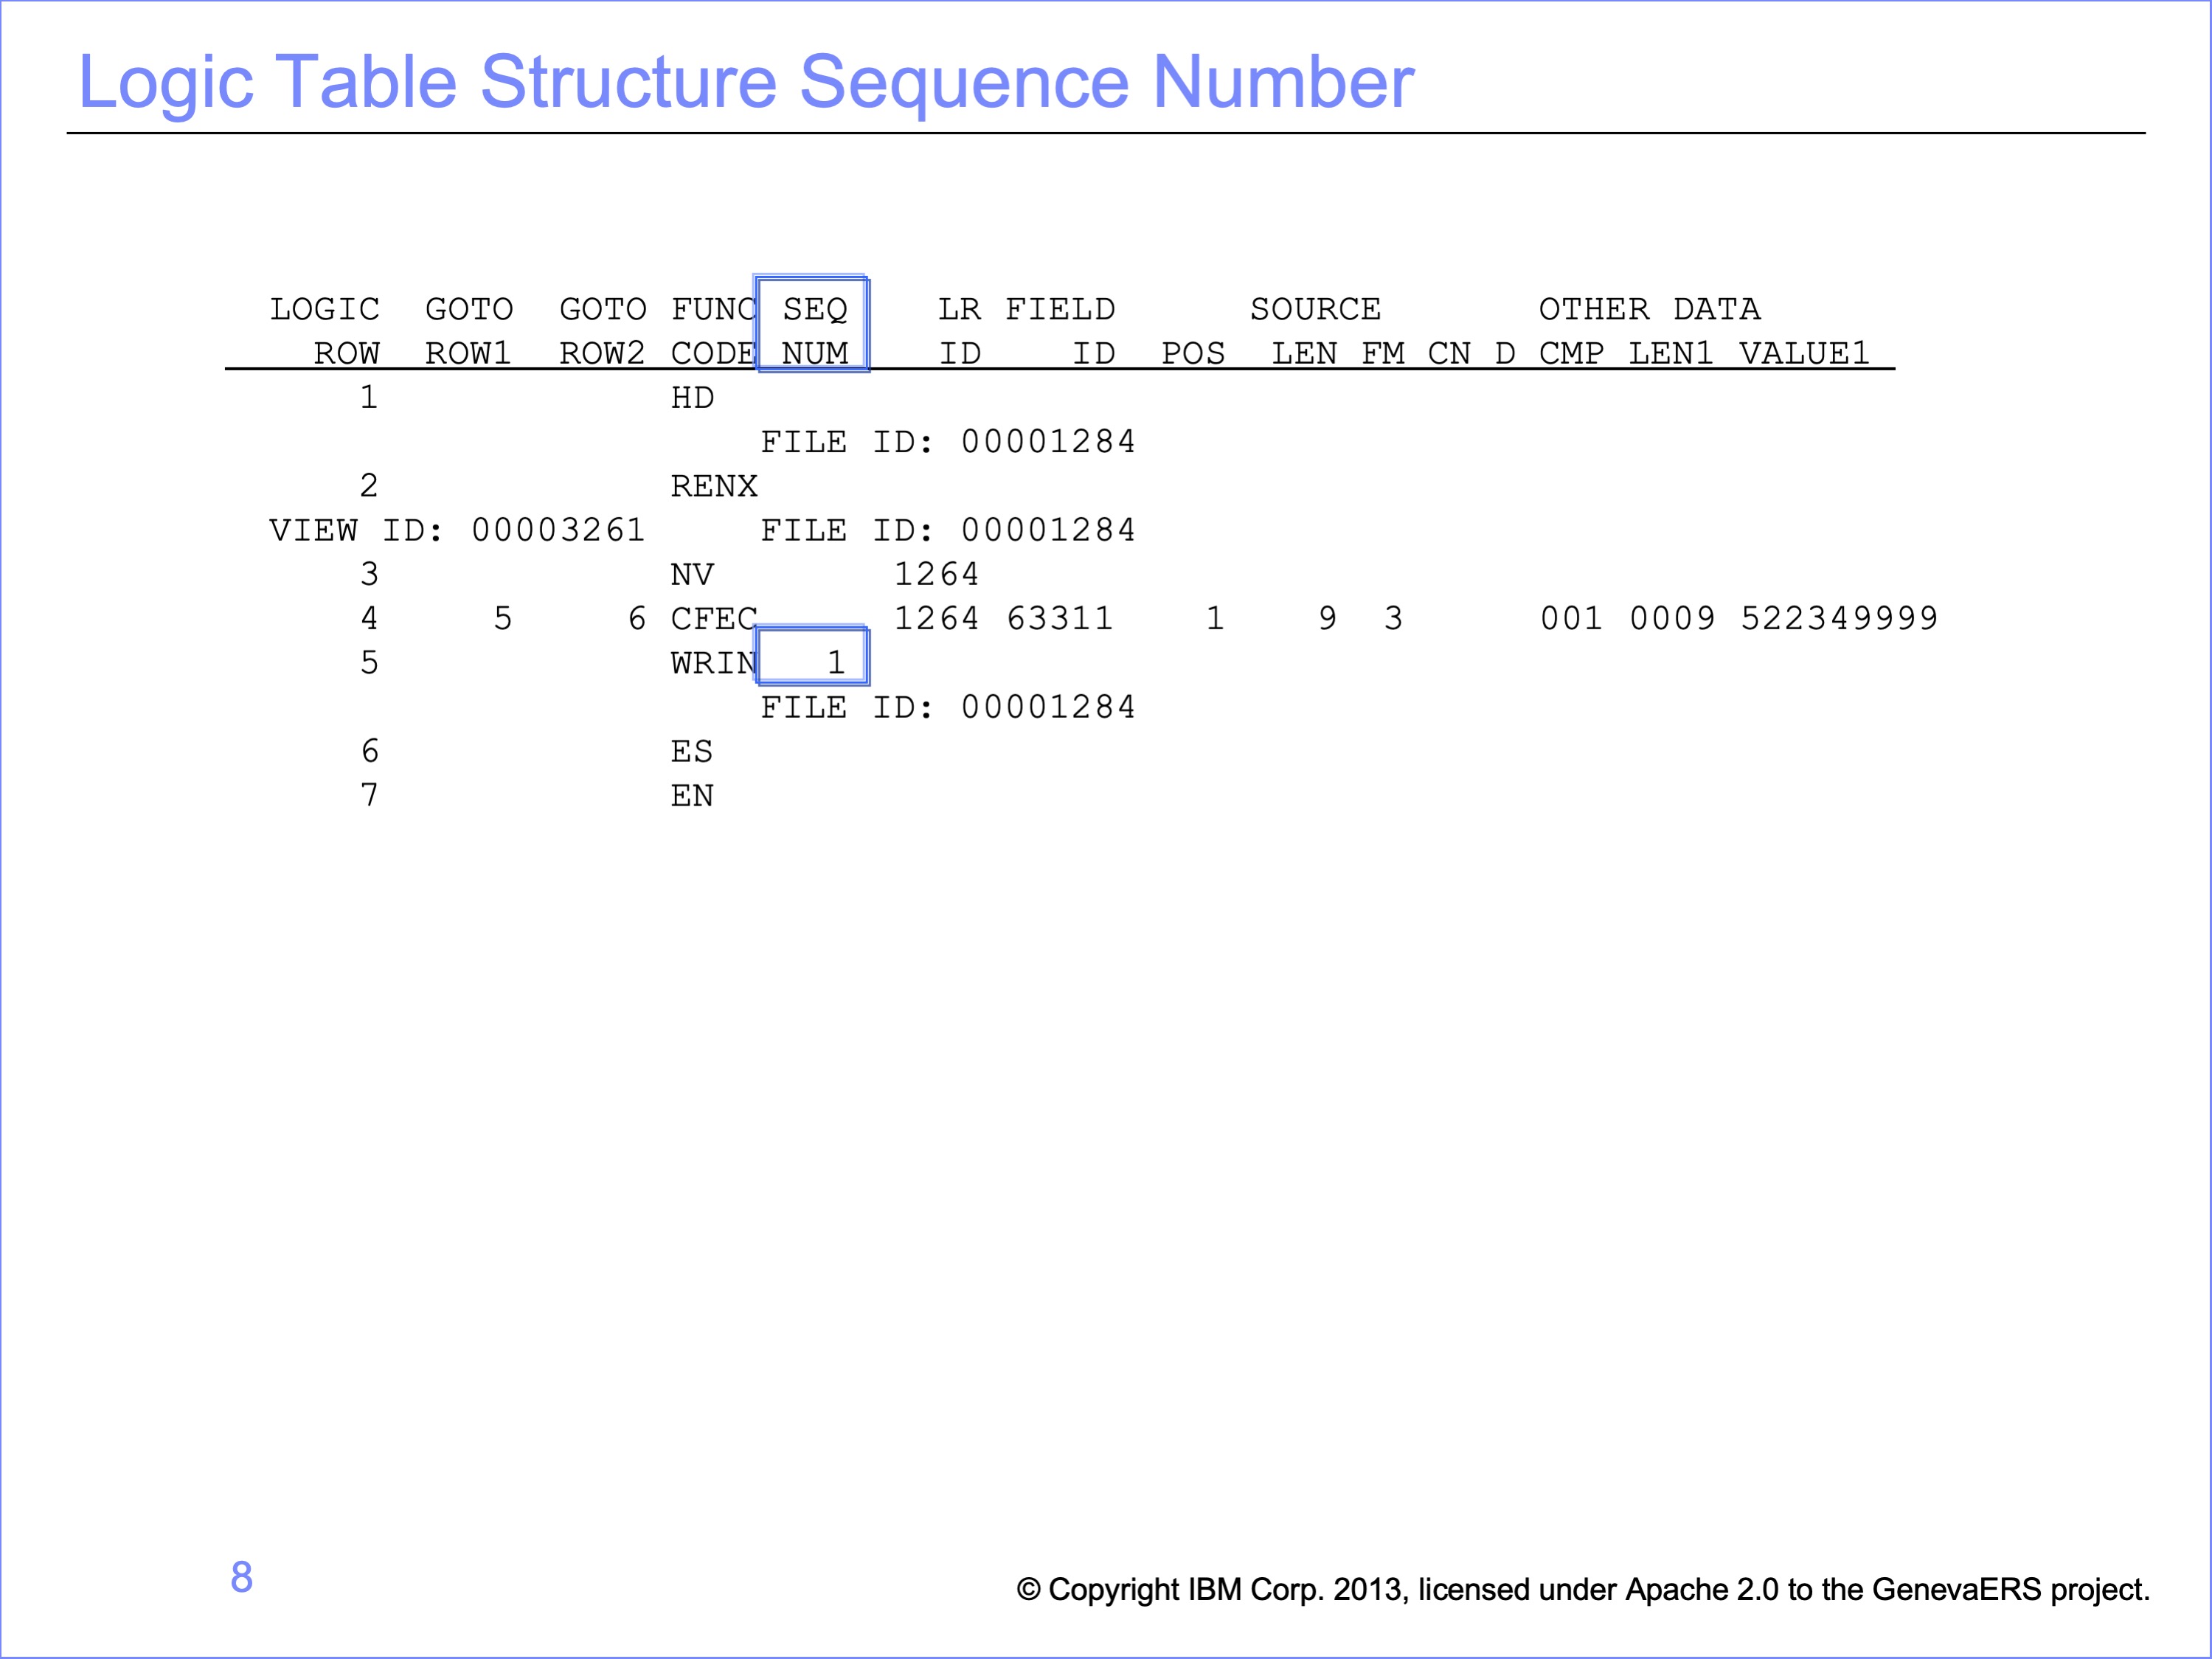 Logic Table Structure Sequence Number
LOGIC GOTO GOTO FUNC SEQ LR FIELD SOURCE OTHER DATA
ROW ROW1 ROW2 CODE NUM ID ID POS LEN FM CN D CMP LEN1 VALUE1
1 HD
FILE ID: 00001284
2 RENX
VIEW ID: 00003261 FILE ID: 00001284
3 NV 1264
4 5 6 CFEC 1264 63311 1 9 3 001 0009 522349999
5 WRIN 1
FILE ID: 00001284
6 ES
7 EN
8
© Copyright IBM Corp. 2013, licensed under Apache 2.0 to the GenevaERS project.